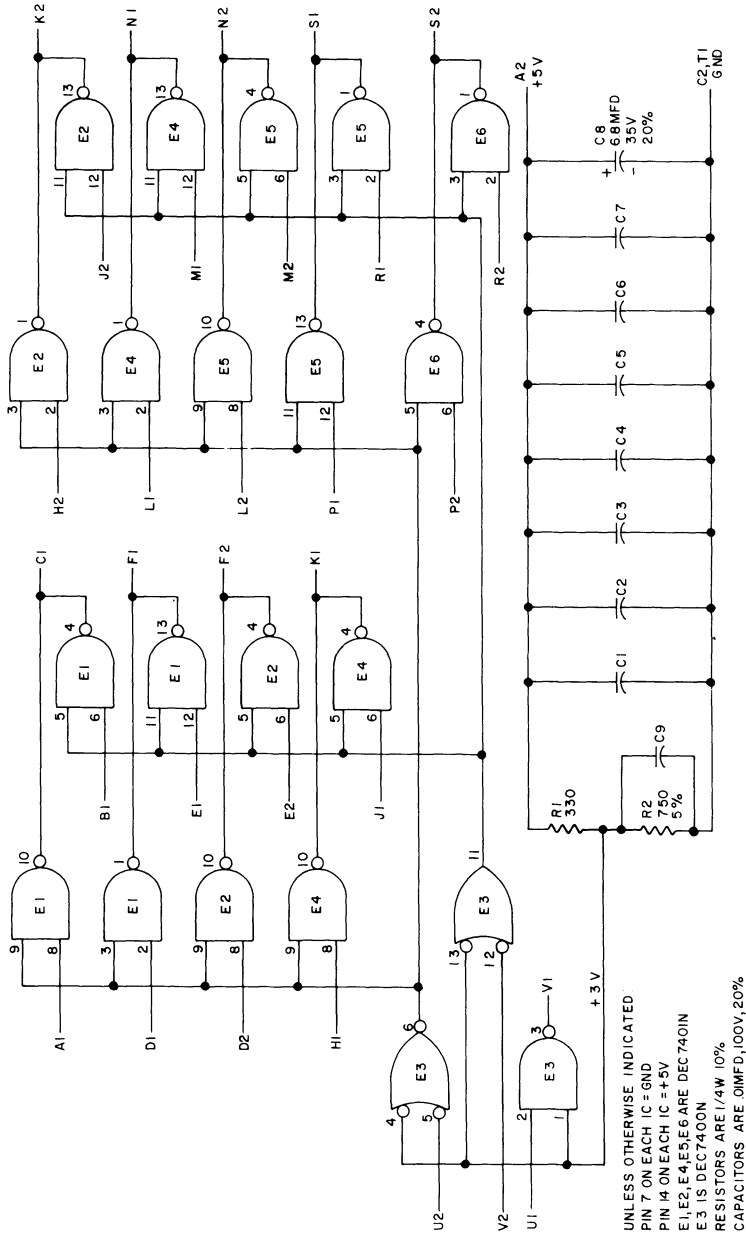 A1
9
8
E1
10
C1
D1
3
2
E1
1
F1
D2
9
8
E2
10
F2
H1
9
8
E4
10
K1
B1
5
6
E1
4
E1
11
12
E1
13
E2
5
6
E2
4
J1
5
6
E4
4
H2
3
2
E2
1
K2
L1
3
2
E4
1
N1
L2
9
8
E5
10
N2
P1
11
12
E5
13
S1
P2
5
6
E6
4
S2
J2
11
12
E2
13
M1
11
12
E4
13
M2
5
6
E5
4
R1
3
2
E5
1
R2
3
2
E6
1
U2
4
5
E3
6
V2
13
12
E3
11
U1
2
1
E3
3
V1
+3V
R1
330
R2
750
5%
C9
C1
C2
C3
C4
C5
C6
C7
+
-
C8
6.8MFD
35V
20%
A2
+5V
C2,T1
GND
UNLESS OTHERWISE INDICATED:
PIN 7 ON EACH IC = GND
PIN 14 ON EACH IC = +5V
E1,E2,E4,E5,E6 ARE DEC7401N
E3 IS DEC7400N
RESISTORS ARE 1/4W 10%
CAPACITORS ARE .01MFD,100V,20%